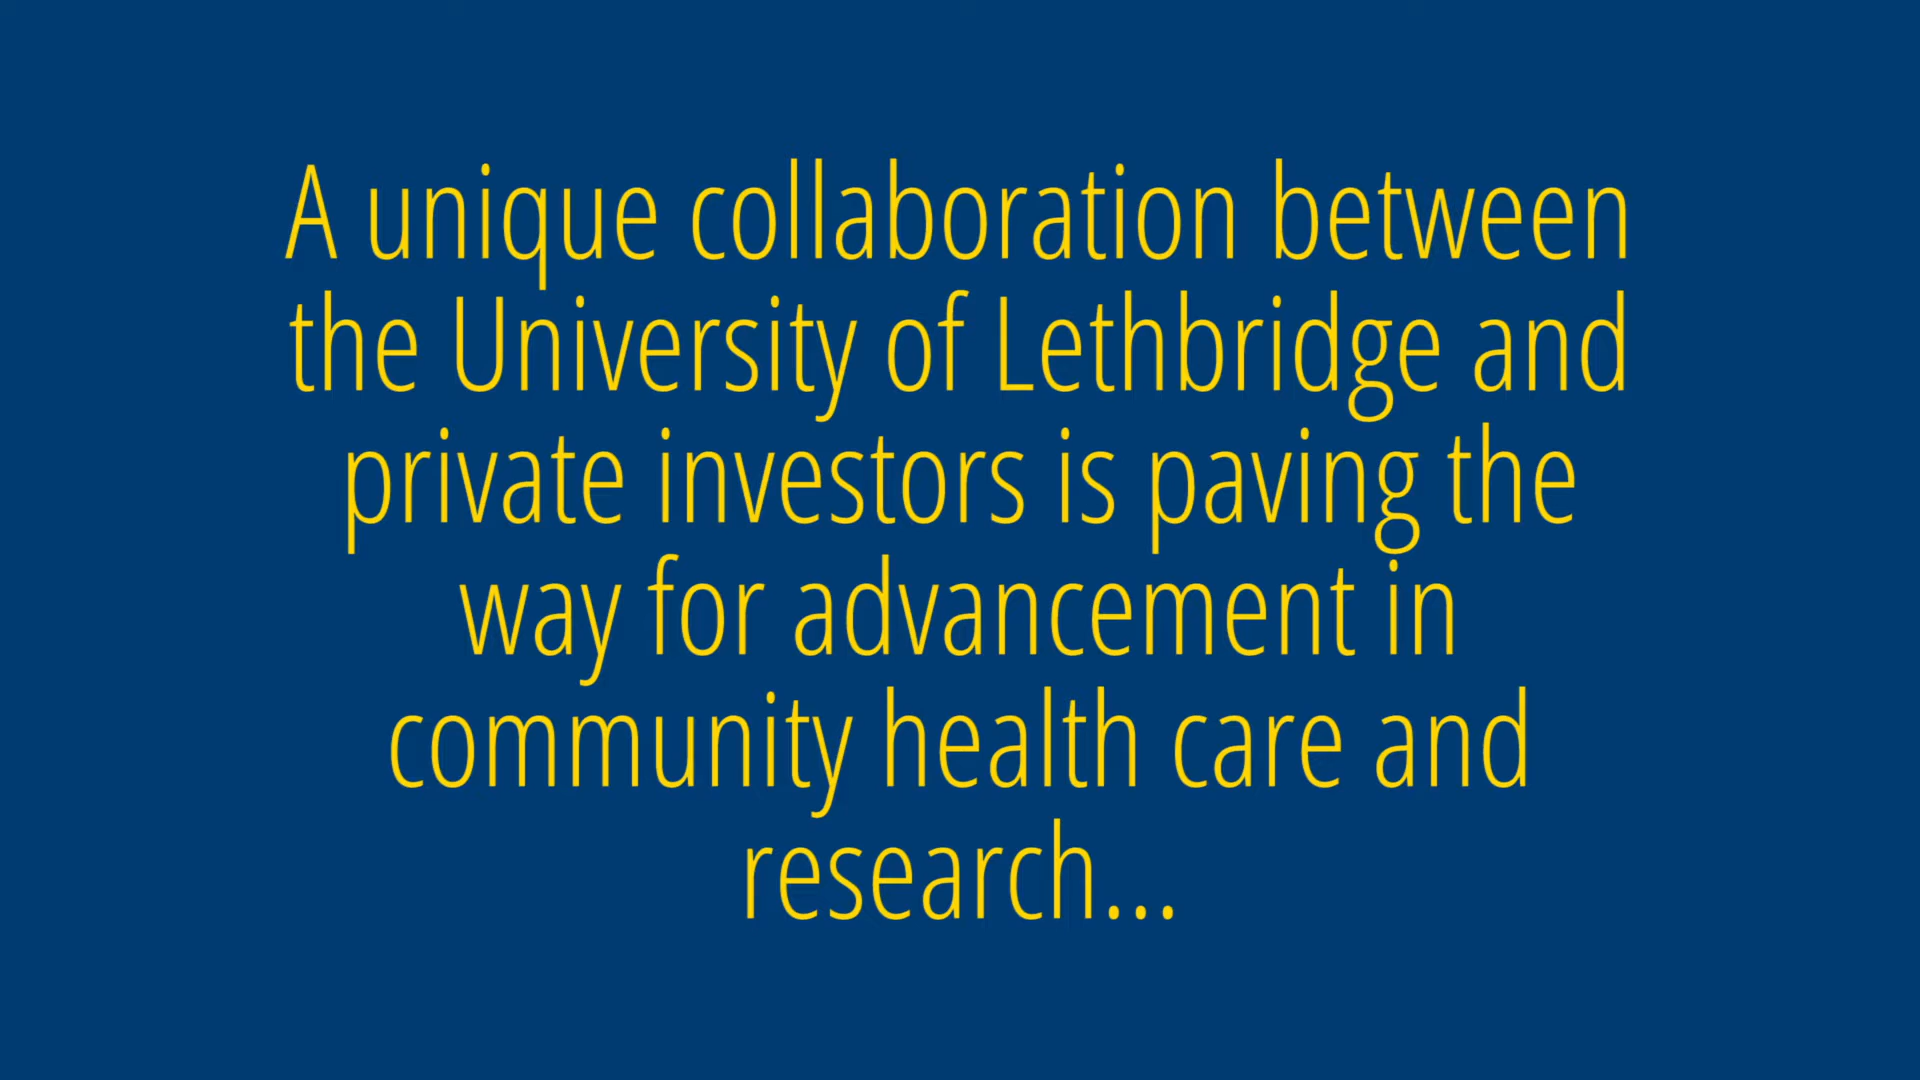 A unique collaboration between
the University of Lethbridge and
private investors is paving the
way for advancement in
community health care and
research...